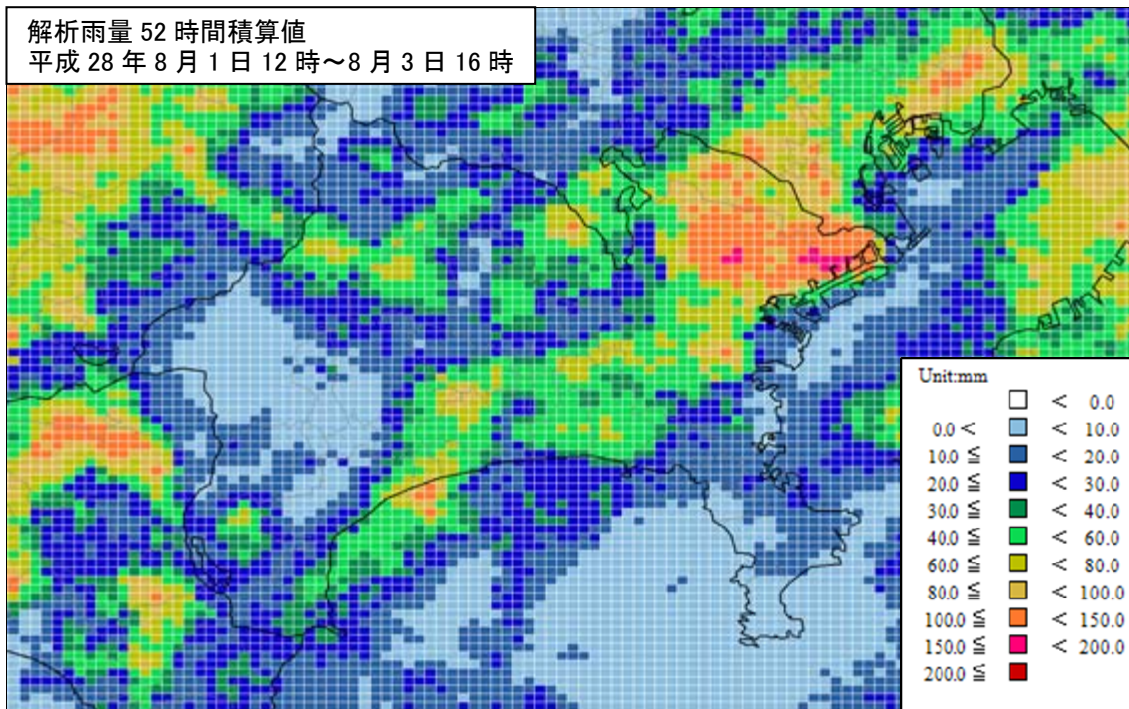 解析雨量 52 時間積算値
平成 28 年 8 月 1 日 12 時～8 月 3 日 16 時
Unit:mm
< 0.0
0.0 < < 10.0
10.0 ≦ < 20.0
20.0 ≦ < 30.0
30.0 ≦ < 40.0
40.0 ≦ < 60.0
60.0 ≦ < 80.0
80.0 ≦ < 100.0
100.0 ≦ < 150.0
150.0 ≦ < 200.0
200.0 ≦